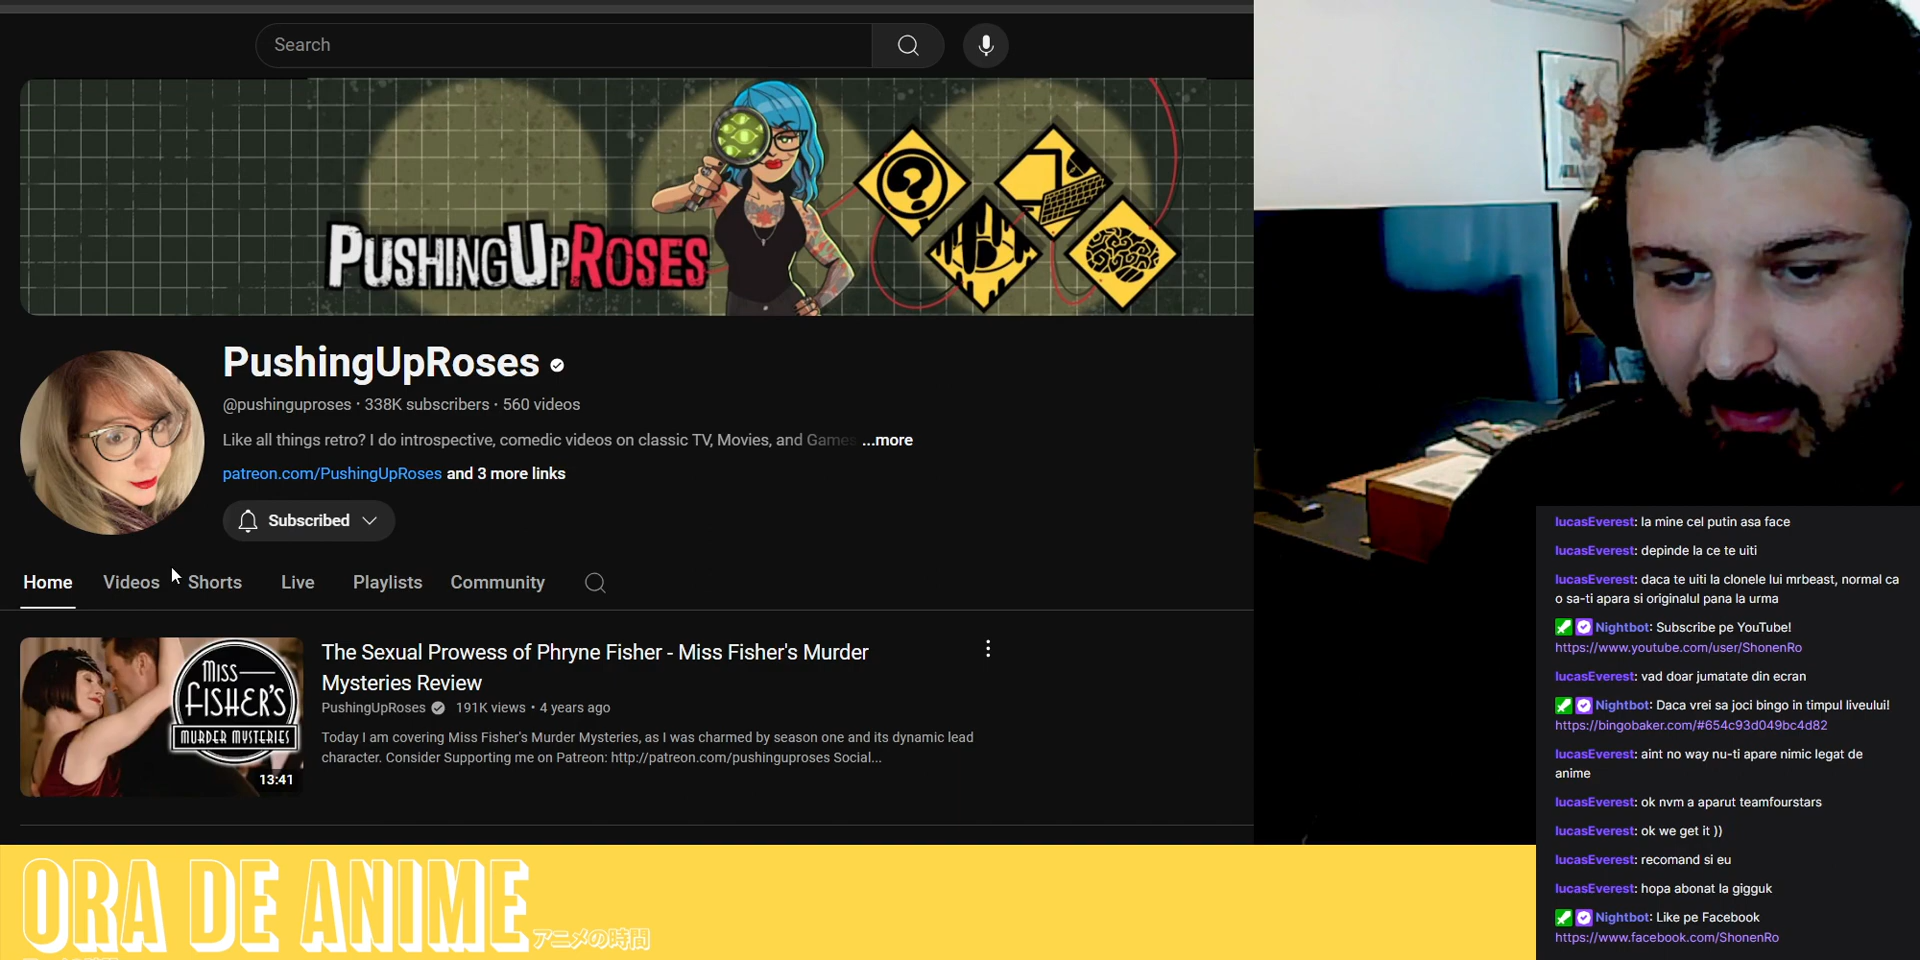 Search
PUSHINGUPROSES
PushingUpRoses
@pushinguproses · 338K subscribers · 560 videos
Like all things retro? I do introspective, comedic videos on classic TV, Movies, and Games ...more
patreon.com/PushingUpRoses and 3 more links
Subscribed
Home Videos Shorts Live Playlists Community
MISS
FISHER'S
MURDER MYSTERIES
13:41
The Sexual Prowess of Phryne Fisher - Miss Fisher's Murder
Mysteries Review
PushingUpRoses 191K views • 4 years ago
Today I am covering Miss Fisher's Murder Mysteries, as I was charmed by season one and its dynamic lead
character. Consider Supporting me on Patreon: http://patreon.com/pushinguproses Social...
ORA DE ANIME アニメの時間
lucasEverest: la mine cel putin asa face
lucasEverest: depinde la ce te uiti
lucasEverest: daca te uiti la clonele lui mrbeast, normal ca
o sa-ti apara si originalul pana la urma
Nightbot: Subscribe pe YouTube!
https://www.youtube.com/user/ShonenRo
lucasEverest: vad doar jumatate din ecran
Nightbot: Daca vrei sa joci bingo in timpul liveului!
https://bingobaker.com/#654c93d049bc4d82
lucasEverest: aint no way nu-ti apare nimic legat de
anime
lucasEverest: ok nvm a aparut teamfourstars
lucasEverest: ok we get it ))
lucasEverest: recomand si eu
lucasEverest: hopa abonat la gigguk
Nightbot: Like pe Facebook
https://www.facebook.com/ShonenRo